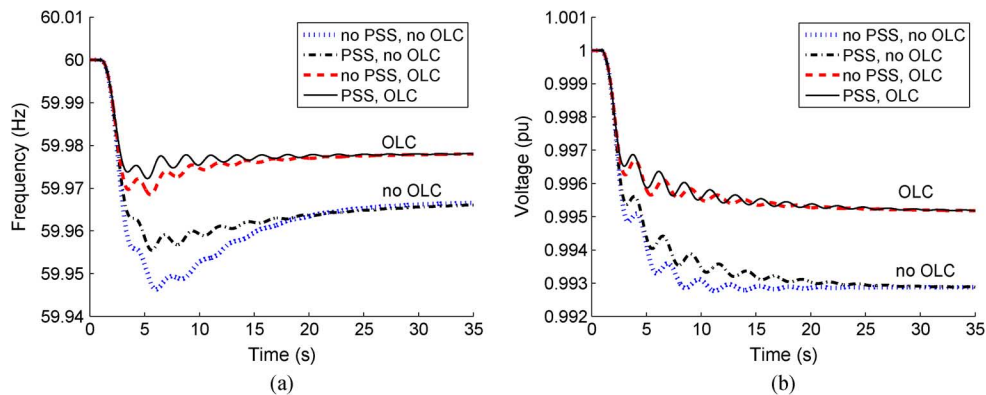 60.01
60
59.99
59.98
59.97
59.96
59.95
59.94
Frequency (Hz)
no PSS, no OLC
PSS, no OLC
no PSS, OLC
PSS, OLC
OLC
no OLC
0 5 10 15 20 25 30 35
Time (s)
(a)
1.001
1
0.999
0.998
0.997
0.996
0.995
0.994
0.993
0.992
Voltage (pu)
no PSS, no OLC
PSS, no OLC
no PSS, OLC
PSS, OLC
OLC
no OLC
0 5 10 15 20 25 30 35
Time (s)
(b)